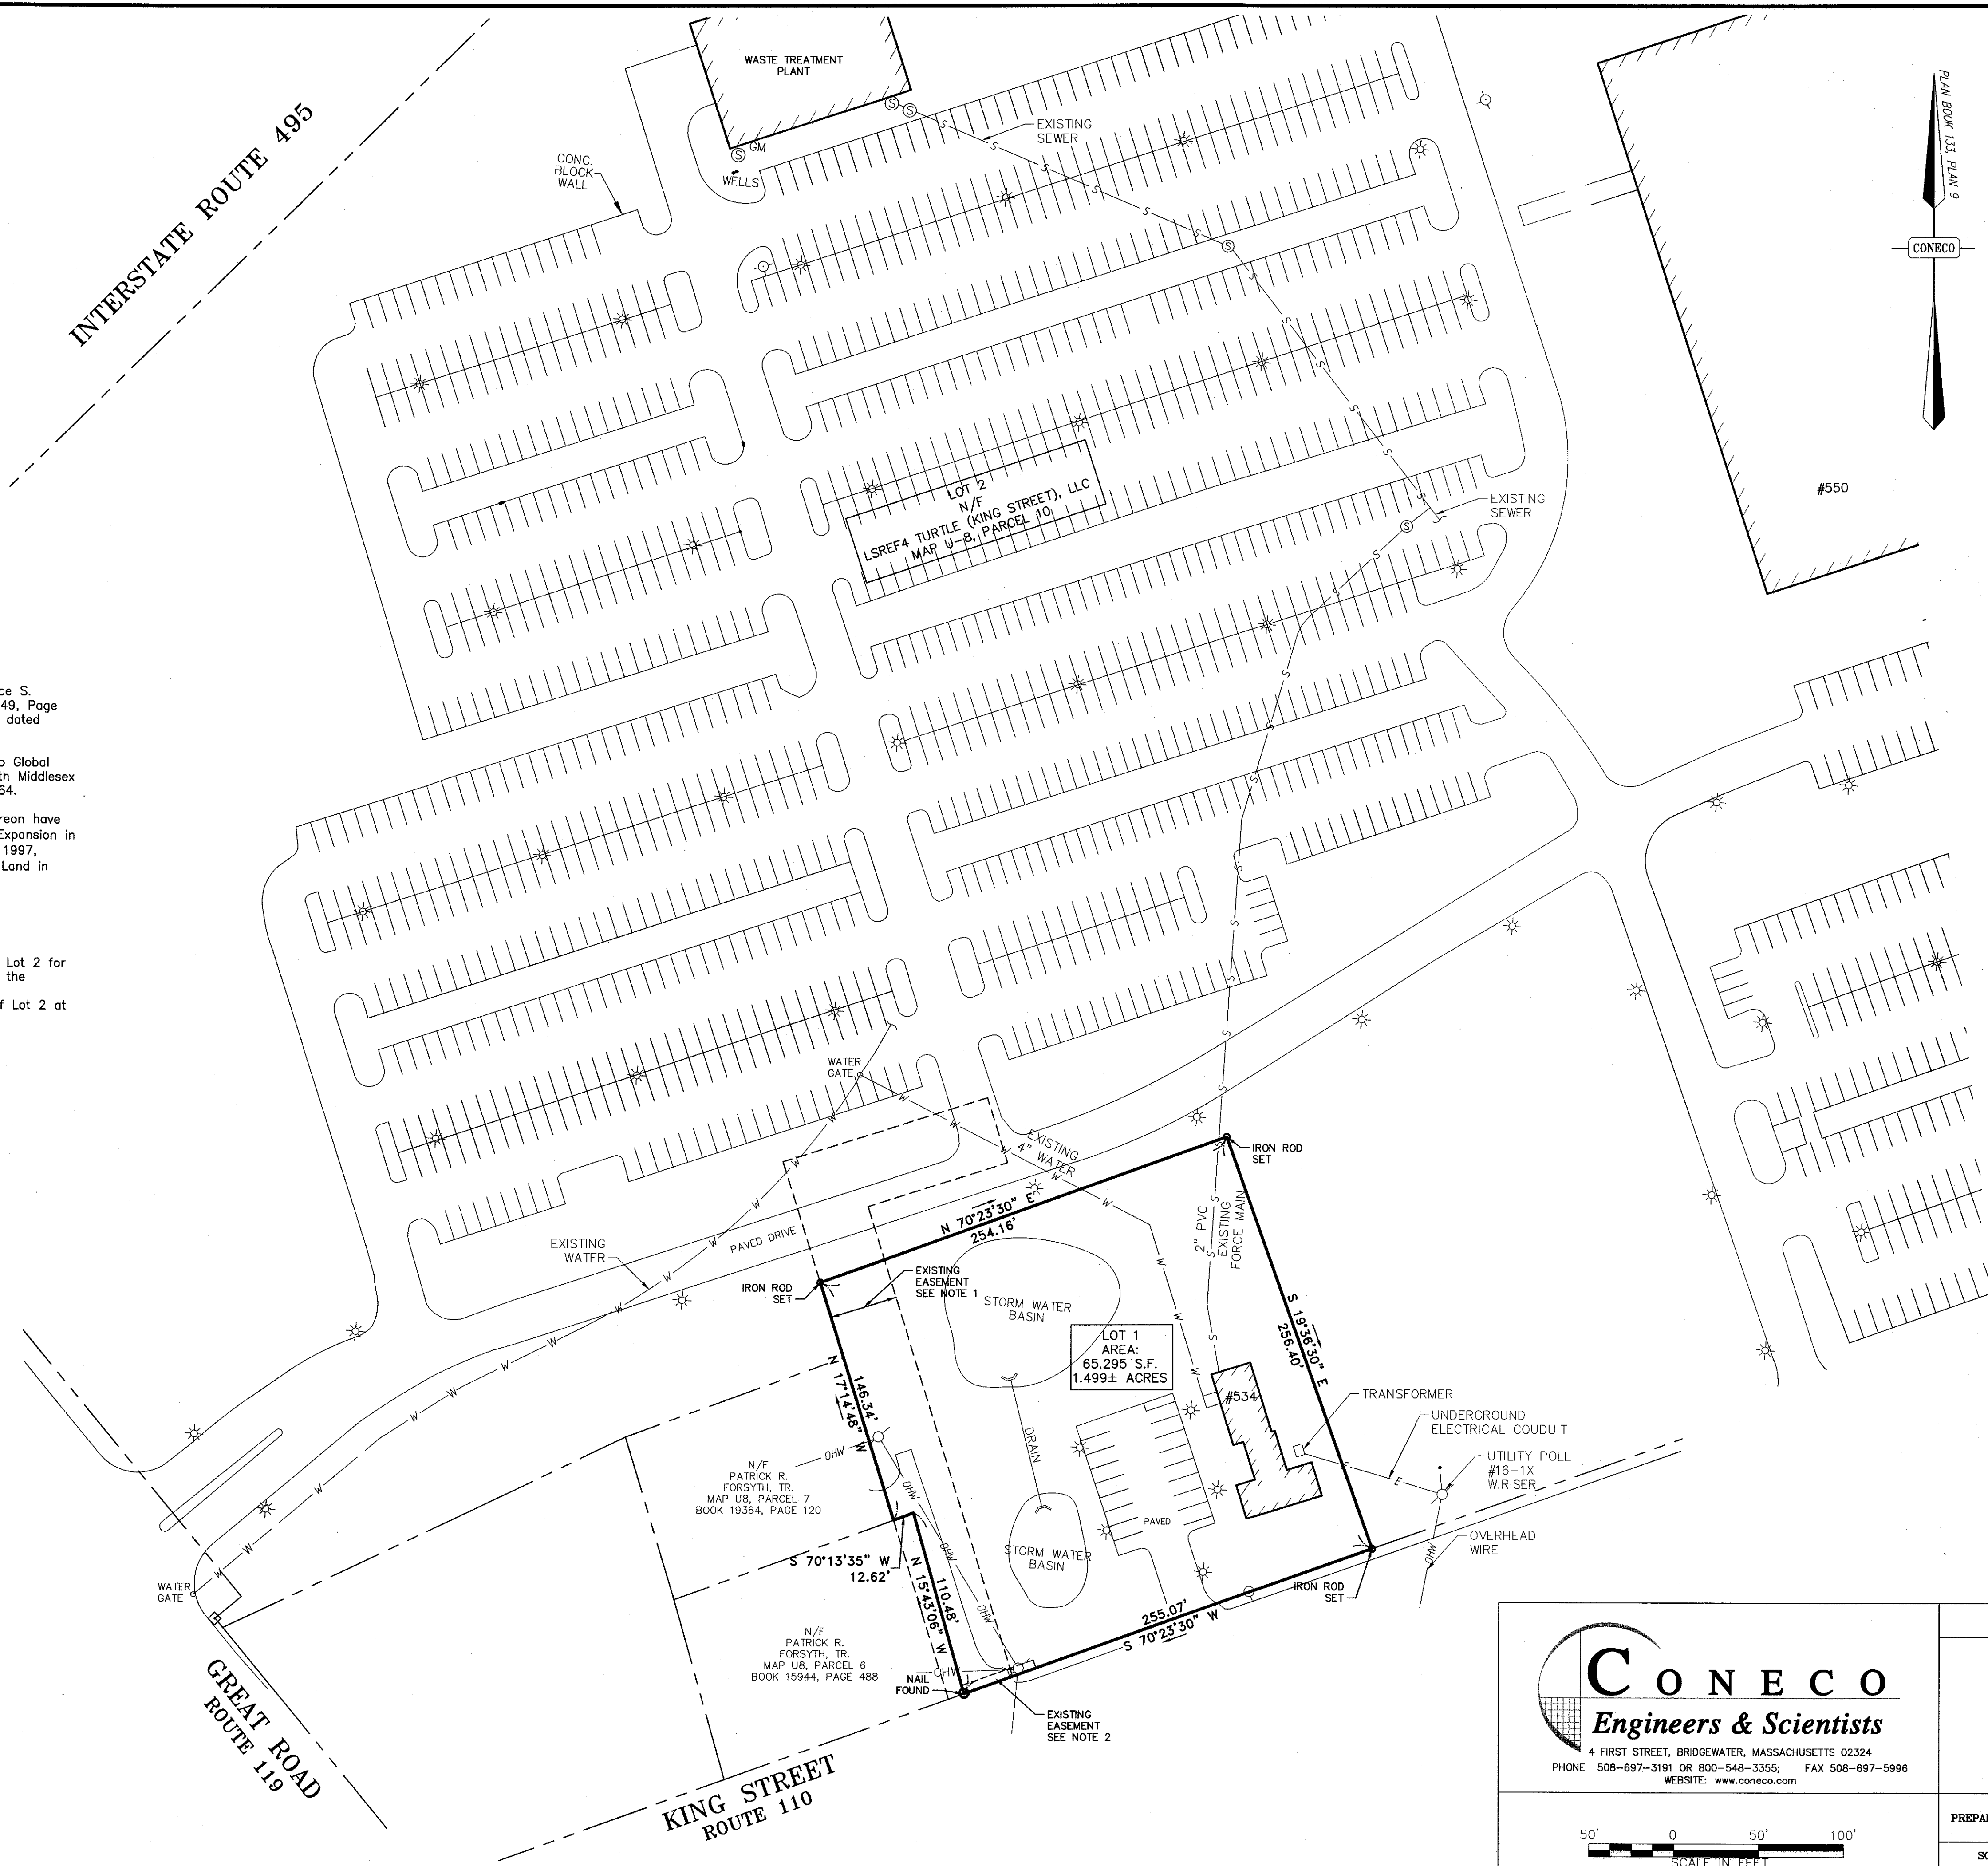 INTERSTATE ROUTE 495
WASTE TREATMENT
PLANT
EXISTING
SEWER
CONC.
BLOCK
WALL
GM
WELLS
PLAN BOOK 133, PLAN 9
CONECO
#550
LOT 2
N/F
LSREF4 TURTLE (KING STREET), LLC
MAP U-8, PARCEL 10
EXISTING
SEWER
ce S.
49, Page
dated
o Global
th Middlesex
64.
reon have
Expansion in
1997,
Land in
Lot 2 for
the
f Lot 2 at
WATER
GATE
EXISTING
4" WATER
IRON ROD
SET
N 70°23'30" E
254.16'
PAVED DRIVE
EXISTING
WATER
2" PVC
EXISTING
FORCE MAIN
IRON ROD
SET
EXISTING
EASEMENT
SEE NOTE 1
STORM WATER
BASIN
S 19°36'30" E
256.40'
LOT 1
AREA:
65,295 S.F.
1.499± ACRES
146.34'
N 17°14'48" W
#534
TRANSFORMER
UNDERGROUND
ELECTRICAL COUDUIT
DRAIN
OHW
UTILITY POLE
#16-1X
W.RISER
N/F
PATRICK R.
FORSYTH, TR.
MAP U8, PARCEL 7
BOOK 19364, PAGE 120
OHW
PAVED
OVERHEAD
WIRE
OHW
S 70°13'35" W
12.62'
OHW
STORM WATER
BASIN
110.48'
N 15°43'06" W
IRON ROD
SET
WATER
GATE
OHW
255.07'
S 70°23'30" W
N/F
PATRICK R.
FORSYTH, TR.
MAP U8, PARCEL 6
BOOK 15944, PAGE 488
OHW
NAIL
FOUND
EXISTING
EASEMENT
SEE NOTE 2
GREAT ROAD
ROUTE 119
KING STREET
ROUTE 110
CONECO
Engineers & Scientists
4 FIRST STREET, BRIDGEWATER, MASSACHUSETTS 02324
PHONE 508-697-3191 OR 800-548-3355; FAX 508-697-5996
WEBSITE: www.coneco.com
PREPA
50' 0 50' 100'
SCALE IN FEET